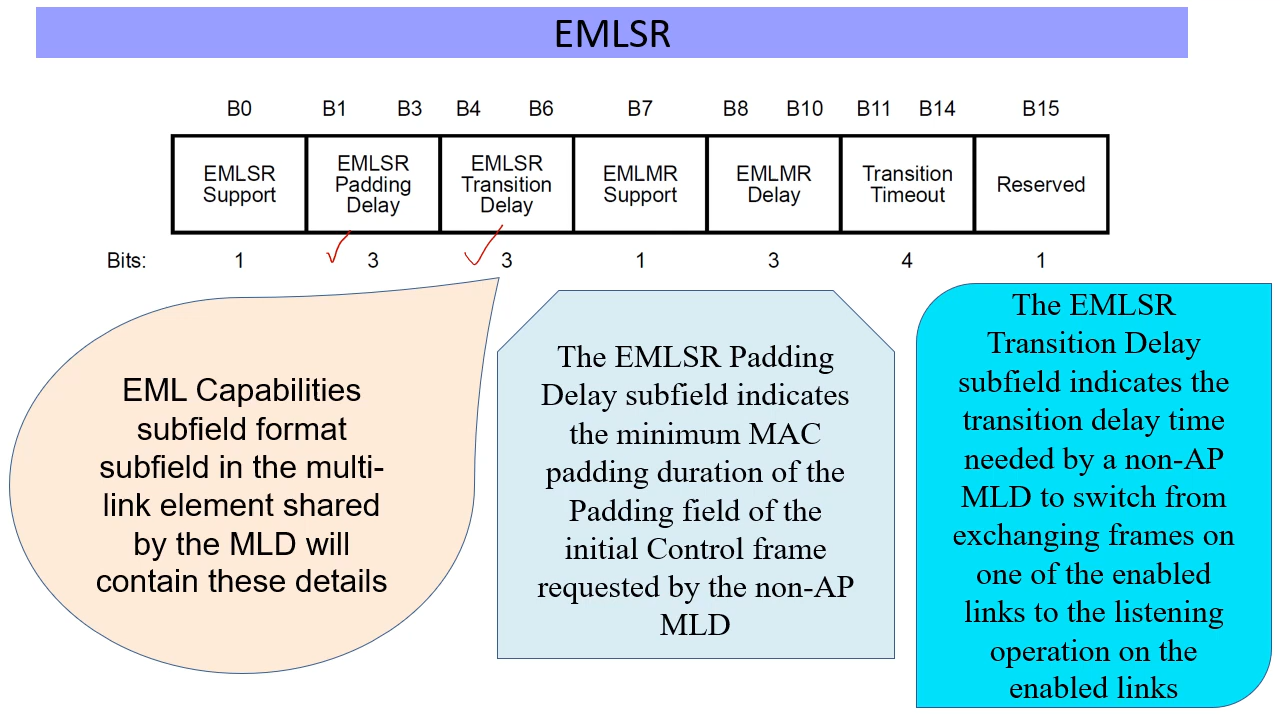 EMLSR
B0 B1 B3 B4 B6 B7 B8 B10 B11 B14 B15
EMLSR
Support
EMLSR
Padding
Delay
EMLSR
Transition
Delay
EMLMR
Support
EMLMR
Delay
Transition
Timeout
Reserved
Bits: 1 3 3 1 3 4 1
EML Capabilities
subfield format
subfield in the multi-
link element shared
by the MLD will
contain these details
The EMLSR Padding
Delay subfield indicates
the minimum MAC
padding duration of the
Padding field of the
initial Control frame
requested by the non-AP
MLD
The EMLSR
Transition Delay
subfield indicates the
transition delay time
needed by a non-AP
MLD to switch from
exchanging frames on
one of the enabled
links to the listening
operation on the
enabled links